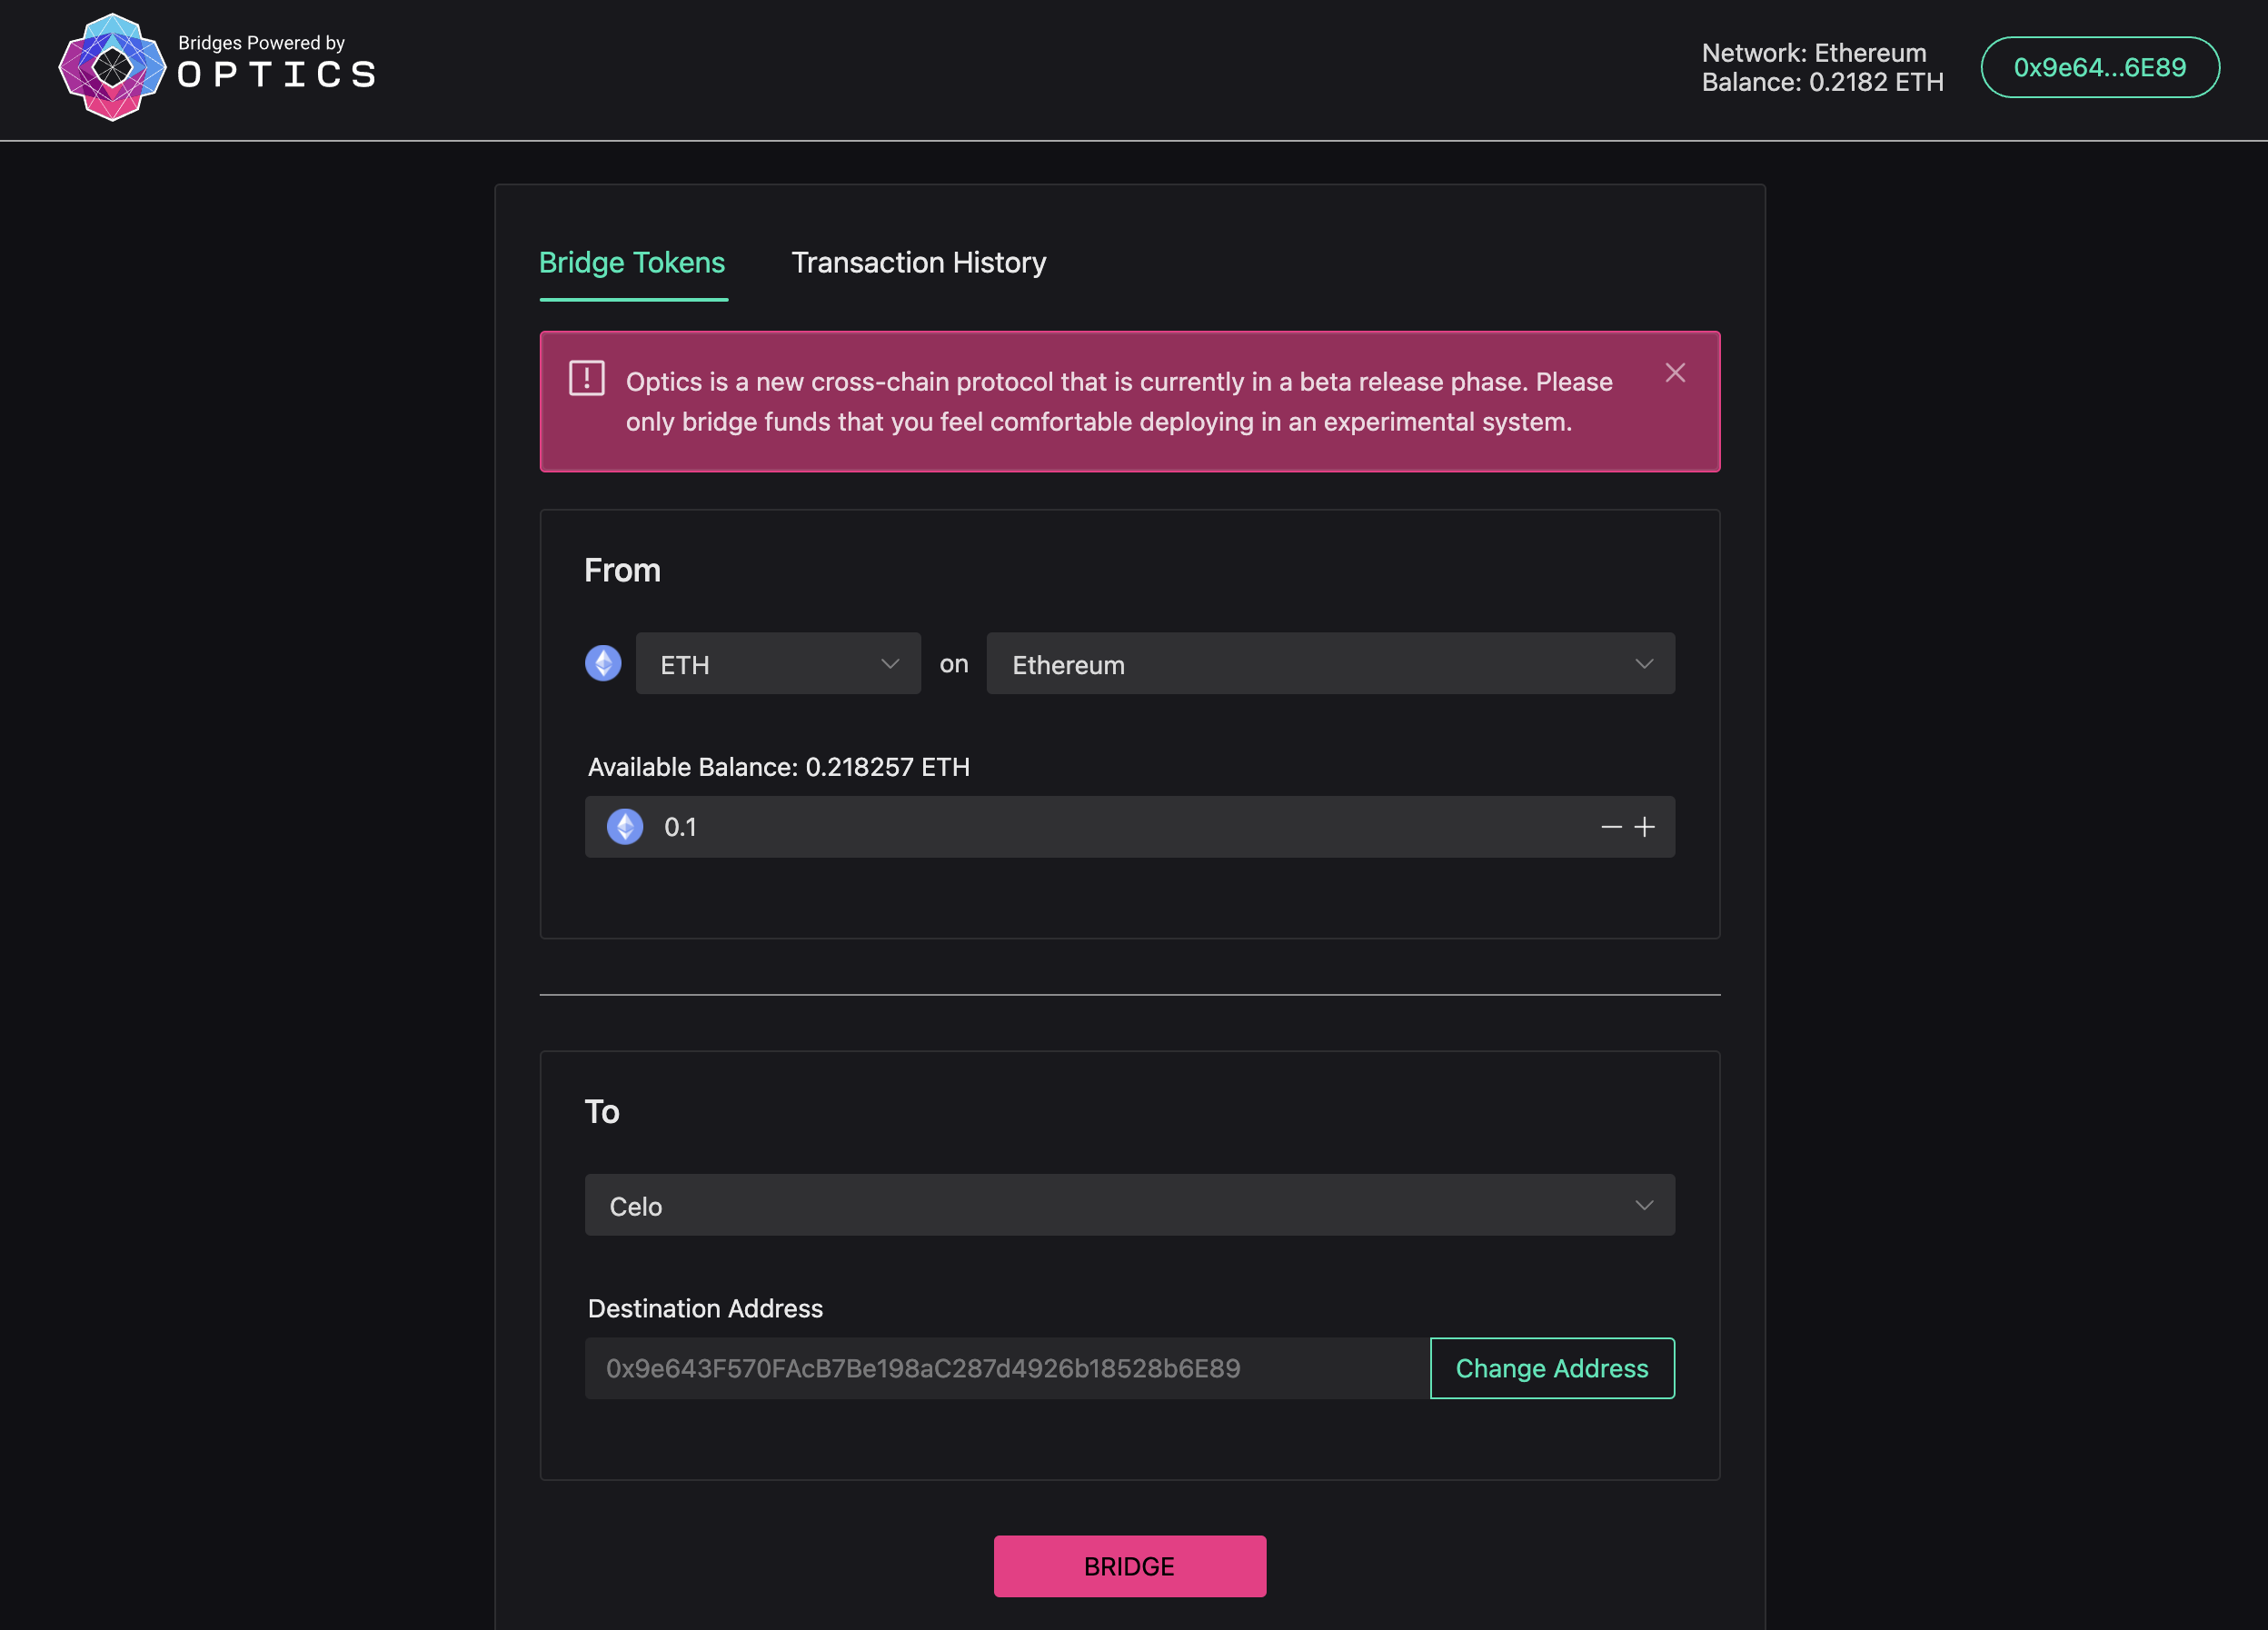 Bridges Powered by
OPTICS
Network: Ethereum
Balance: 0.2182 ETH
0x9e64...6E89
Bridge Tokens
Transaction History
Optics is a new cross-chain protocol that is currently in a beta release phase. Please
only bridge funds that you feel comfortable deploying in an experimental system.
From
ETH
on
Ethereum
Available Balance: 0.218257 ETH
0.1
To
Celo
Destination Address
0x9e643F570FAcB7Be198aC287d4926b18528b6E89
Change Address
BRIDGE